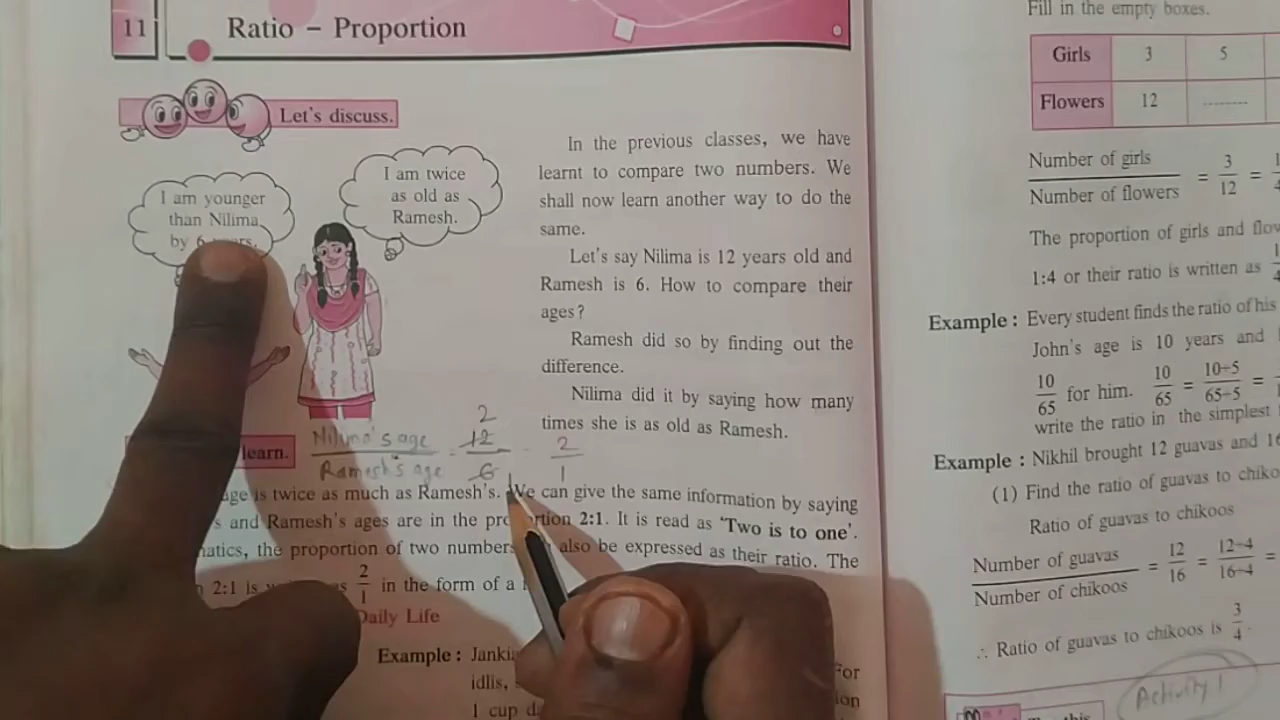 11 Ratio – Proportion
Let's discuss.
I am younger
than Nilima
by 6 years.
I am twice
as old as
Ramesh.
In the previous classes, we have
learnt to compare two numbers. We
shall now learn another way to do the
same.
Let's say Nilima is 12 years old and
Ramesh is 6. How to compare their
ages?
Ramesh did so by finding out the
difference.
Nilima did it by saying how many
times she is as old as Ramesh.
learn.
Nilima's age / Ramesh's age = 12 2 / 6 1 = 2/1
age is twice as much as Ramesh's. We can give the same information by saying
and Ramesh's ages are in the proportion 2:1. It is read as 'Two is to one'.
the proportion of two numbers also be expressed as their ratio. The
2:1 is 2/1 in the form of a
Daily Life
Example :
idlis,
1 cup
Fill in the empty boxes.
Girls 3 5
Flowers 12 ........
Number of girls / Number of flowers = 3/12 =
The proportion of girls and
1:4 or their ratio is written as
Example : Every student finds the ratio of his
John's age is 10 years and
10/65 for him. 10/65 = 10÷5/65÷5 =
write the ratio in the simplest
Example : Nikhil brought 12 guavas and
(1) Find the ratio of guavas to
Ratio of guavas to chikoos
Number of guavas / Number of chikoos = 12/16 = 12÷4/16÷4 =
∴ Ratio of guavas to chikoos is 3/4.
Activity 1